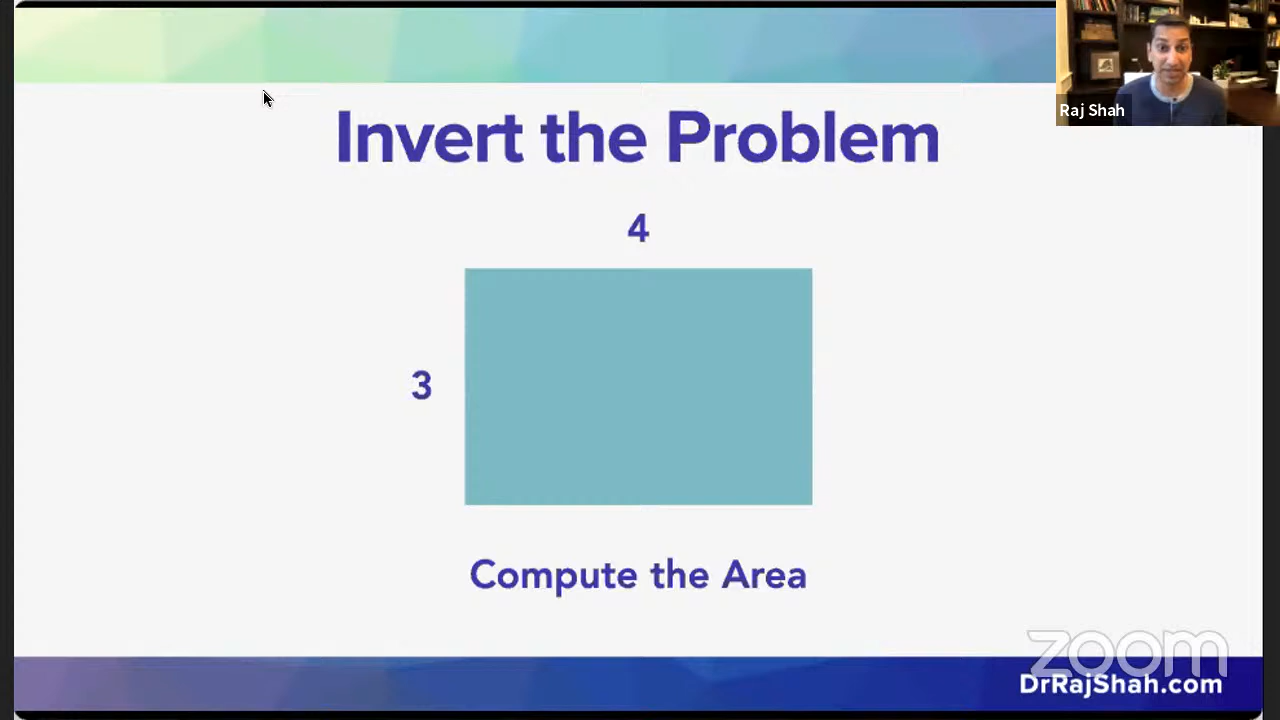 Raj Shah
Invert the Problem
4
3
Compute the Area
zoom
DrRajShah.com